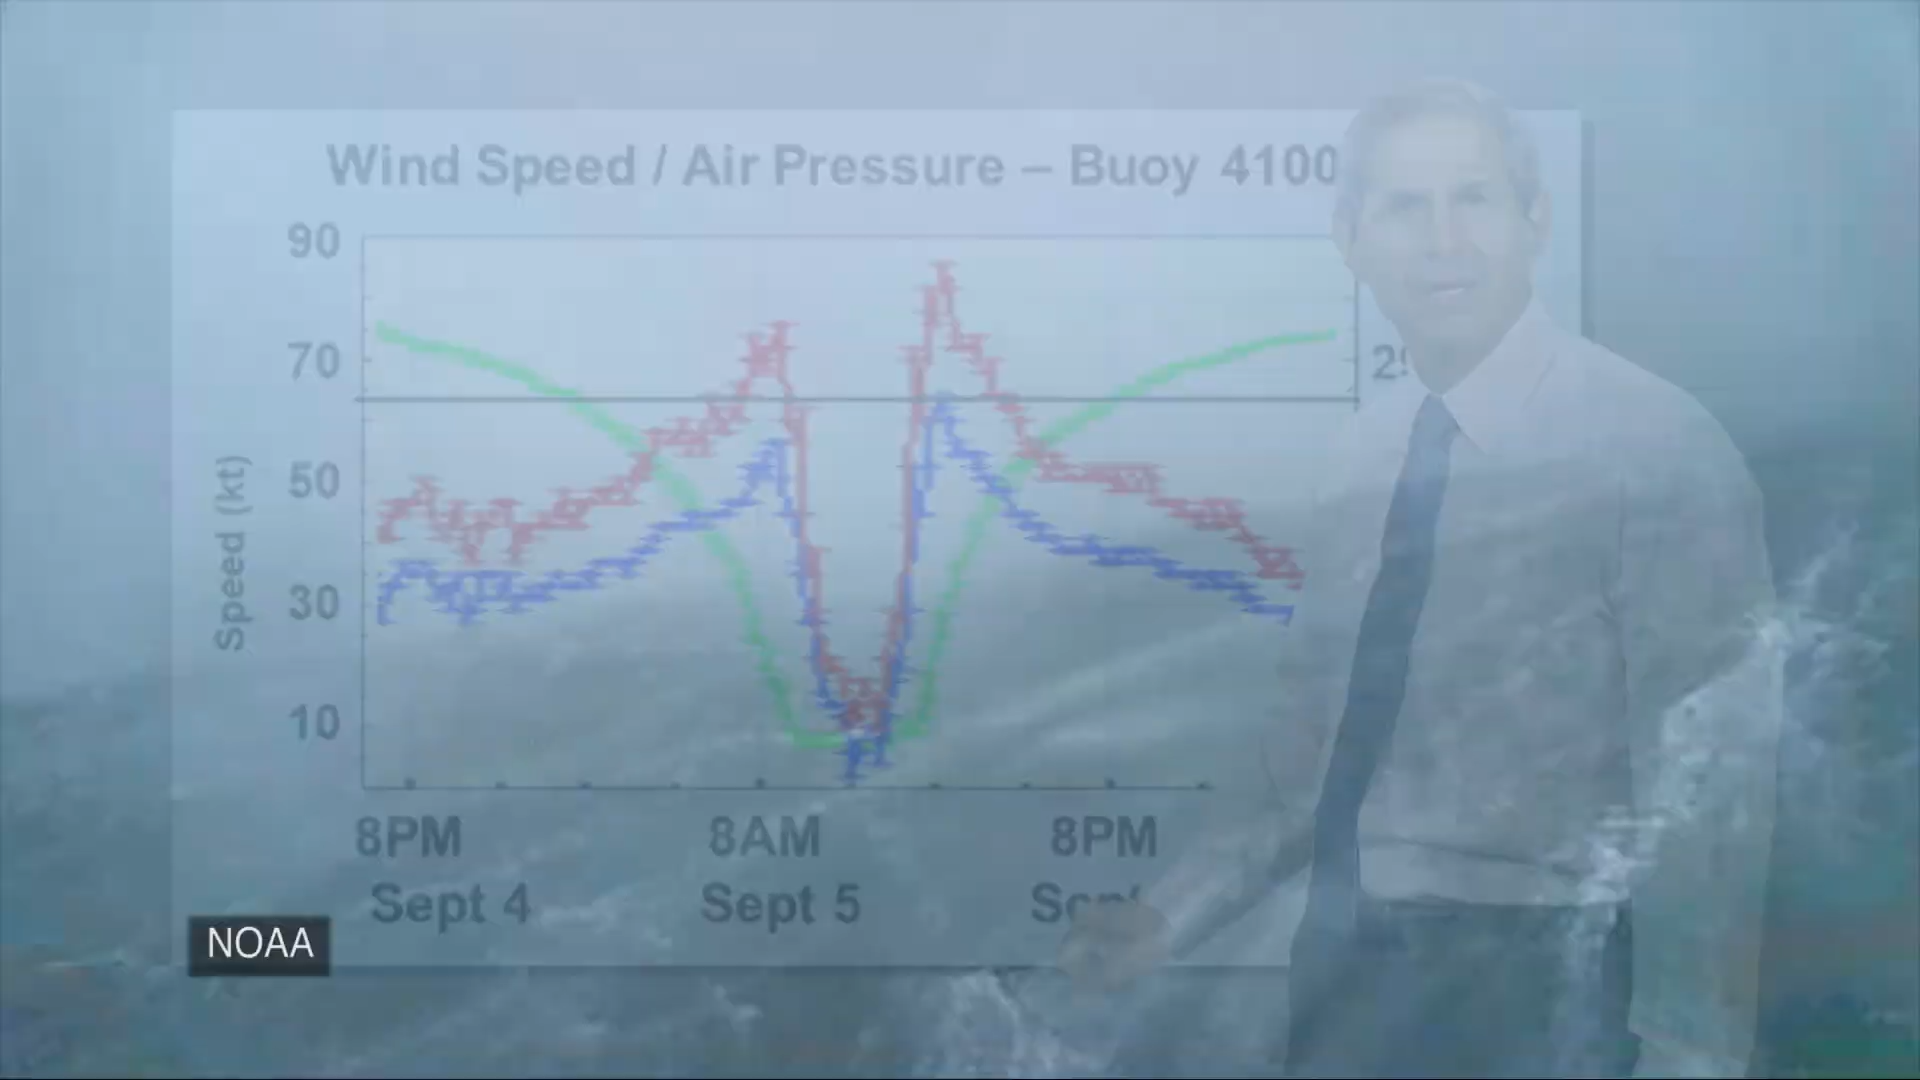 Wind Speed / Air Pressure – Buoy 4100
90
70
50
30
10
Speed (kt)
8PM
8AM
8PM
Sept 4
Sept 5
NOAA